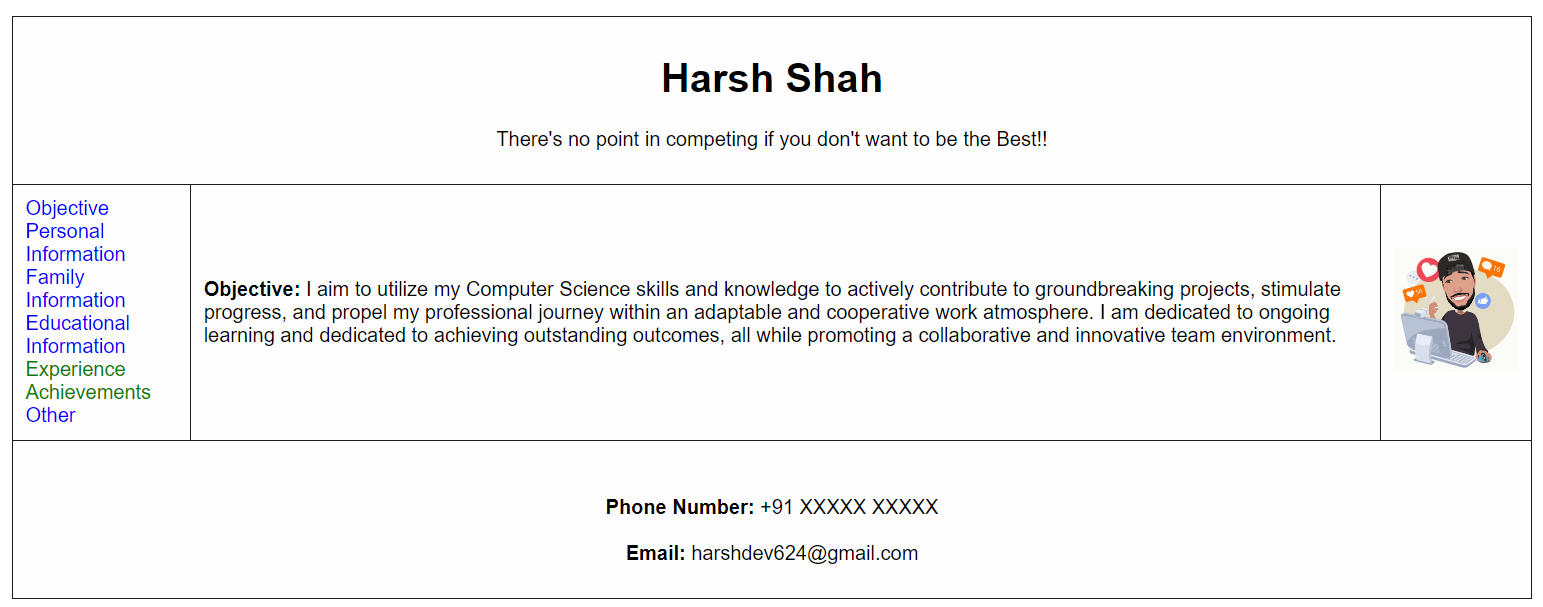 Harsh Shah
There's no point in competing if you don't want to be the Best!!
Objective
Personal
Information
Family
Information
Educational
Information
Experience
Achievements
Other
Objective: I aim to utilize my Computer Science skills and knowledge to actively contribute to groundbreaking projects, stimulate
progress, and propel my professional journey within an adaptable and cooperative work atmosphere. I am dedicated to ongoing
learning and dedicated to achieving outstanding outcomes, all while promoting a collaborative and innovative team environment.
Phone Number: +91 XXXXX XXXXX
Email: harshdev624@gmail.com